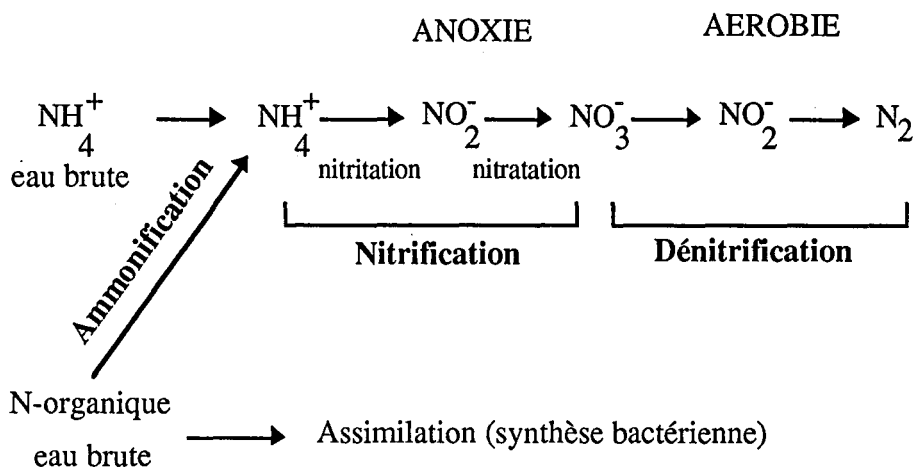 ANOXIE AEROBIE
NH4+ → NH4+ → NO2- → NO3- → NO2- → N2
eau brute nitritation nitratation
Ammonification
Nitrification Dénitrification
N-organique
eau brute → Assimilation (synthèse bactérienne)